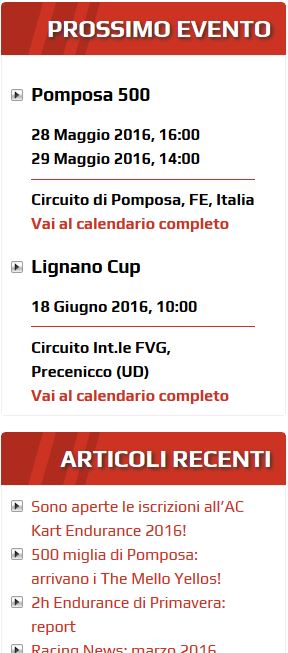 PROSSIMO EVENTO
Pomposa 500
28 Maggio 2016, 16:00
29 Maggio 2016, 14:00
Circuito di Pomposa, FE, Italia
Vai al calendario completo
Lignano Cup
18 Giugno 2016, 10:00
Circuito Int.le FVG,
Precenicco (UD)
Vai al calendario completo
ARTICOLI RECENTI
Sono aperte le iscrizioni all’AC
Kart Endurance 2016!
500 miglia di Pomposa:
arrivano i The Mello Yellos!
2h Endurance di Primavera:
report
Racing News: marzo 2016